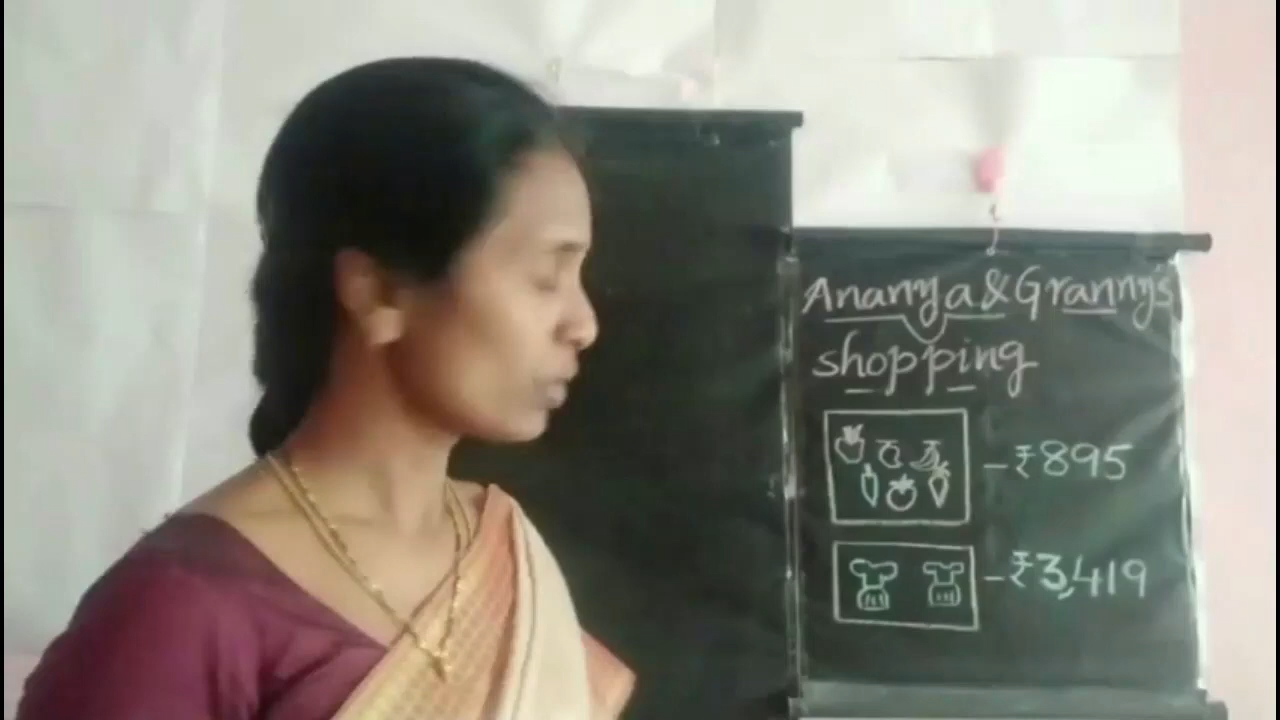 Ananya & Granny's
shopping
– ₹895
– ₹3,419